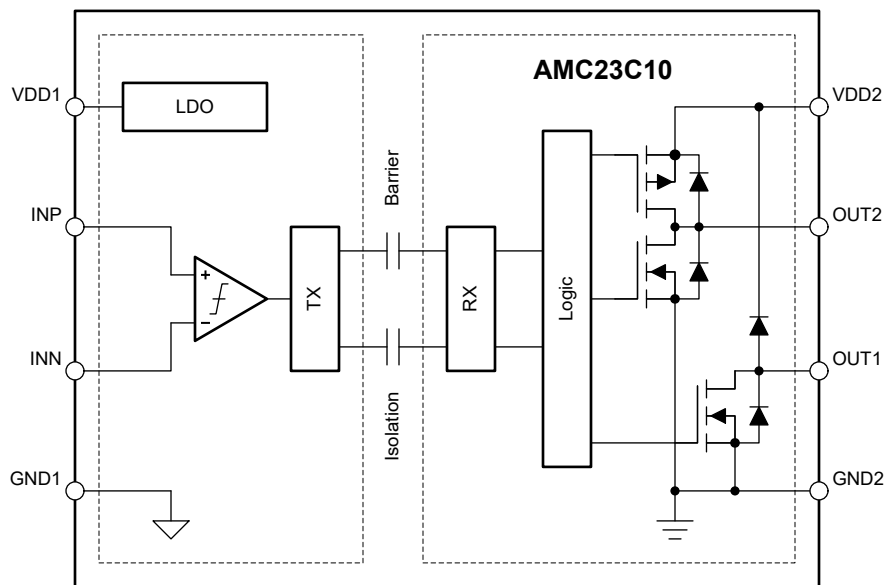 AMC23C10
VDD1
LDO
VDD2
Barrier
INP
OUT2
+
TX
RX
Logic
−
INN
OUT1
Isolation
GND1
GND2